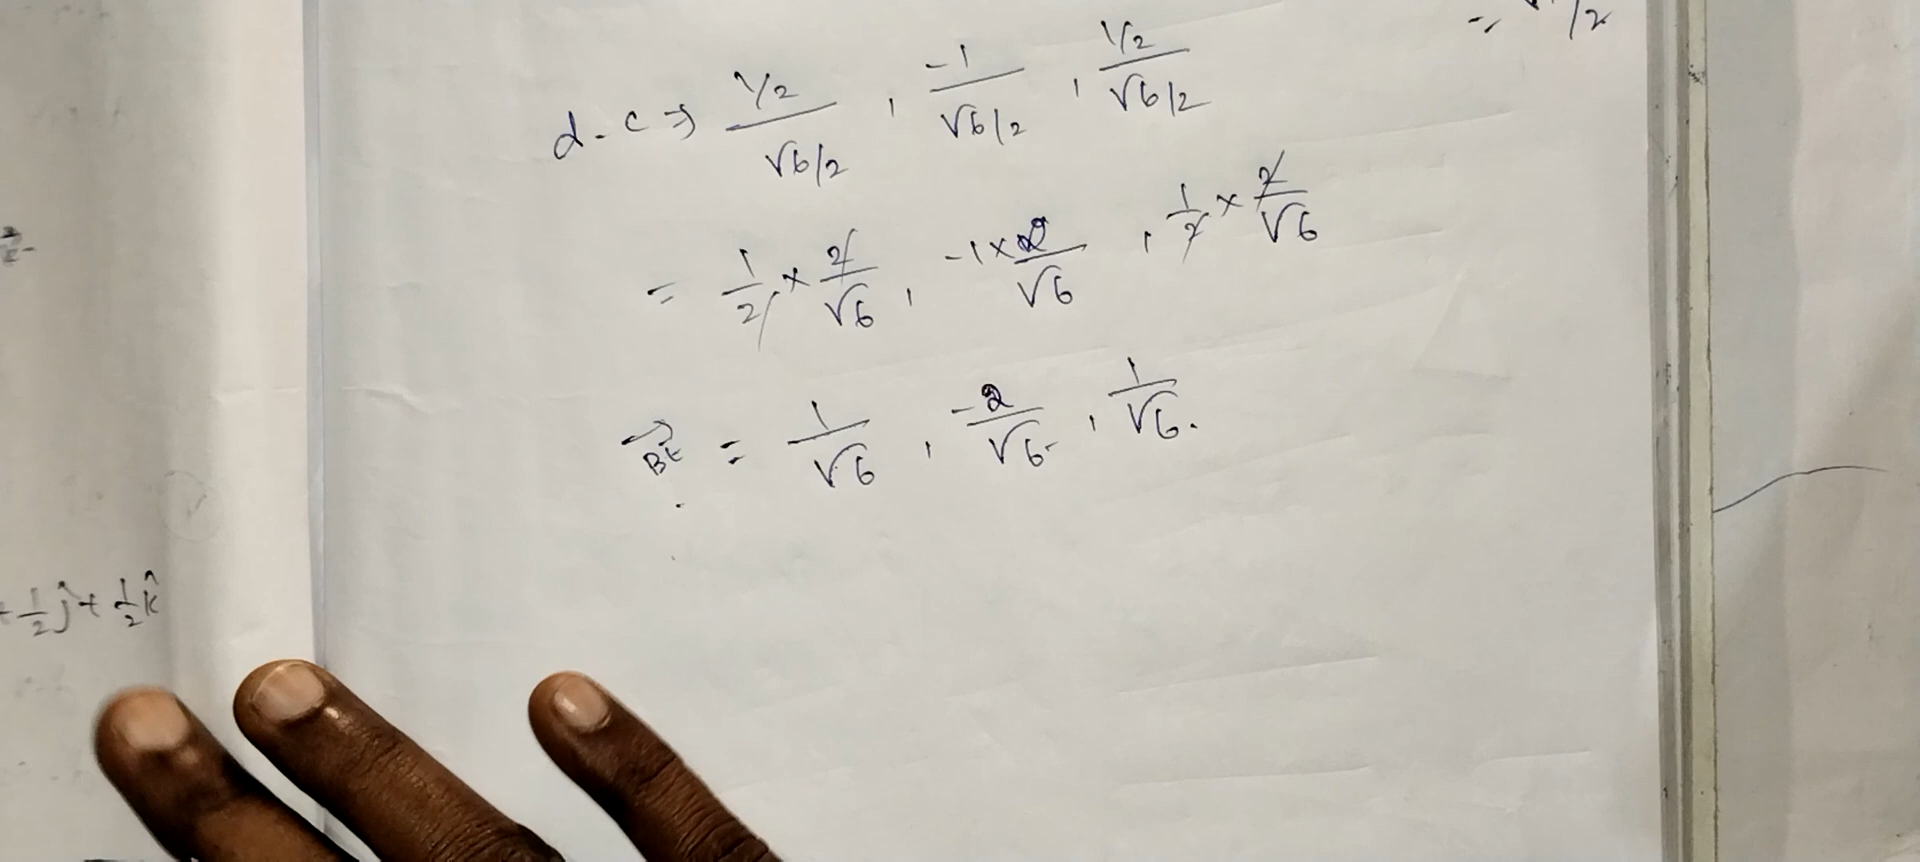 = /2
d.c ⇒ 1/2 / √6/2 , -1 / √6/2 , 1/2 / √6/2
= 1/2 × 2/√6 , -1 × 2/√6 , 1/2 × 2/√6
BE→ = 1/√6 , -2/√6 , 1/√6.
+ 1/2 ĵ + 1/2 k̂